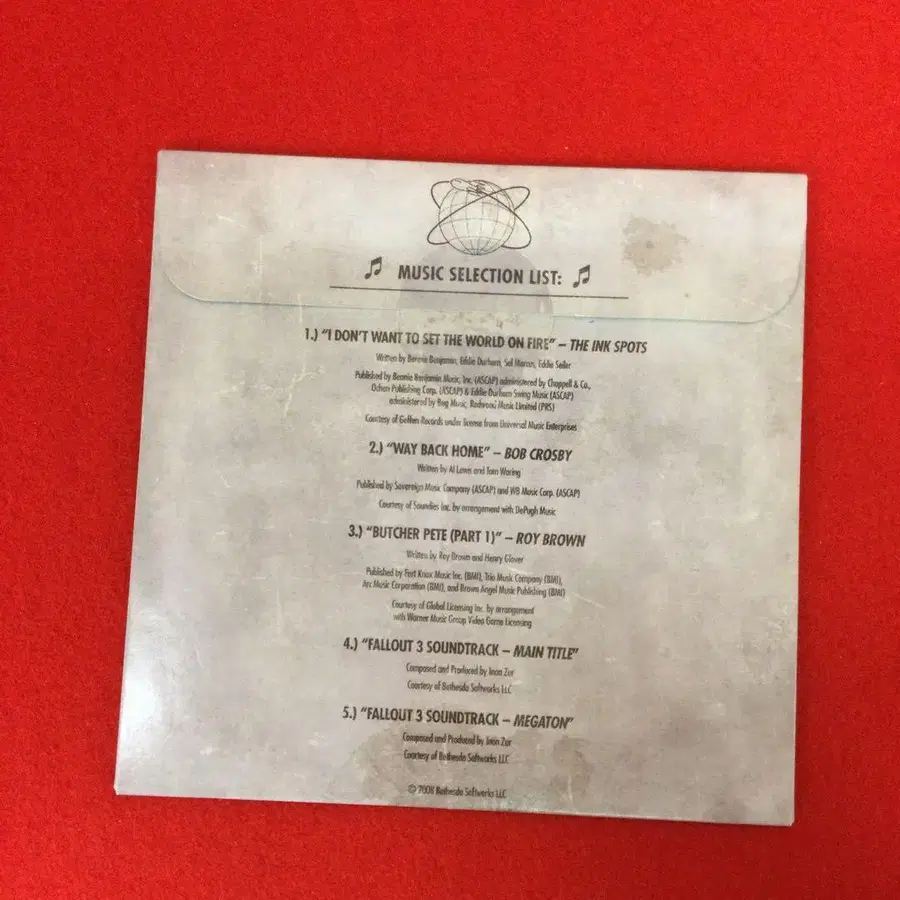 ♫ MUSIC SELECTION LIST: ♫
1.) "I DON'T WANT TO SET THE WORLD ON FIRE" – THE INK SPOTS
Written by Bennie Benjamin, Eddie Durham, Sol Marcus, Eddie Seiler
Published by Bennie Benjamin Music, Inc. (ASCAP) administered by Chappell & Co.,
Ocheri Publishing Corp. (ASCAP) & Eddie Durham Swing Music (ASCAP)
administered by Bug Music, Redwood Music Limited (PRS)
Courtesy of Geffen Records under license from Universal Music Enterprises
2.) "WAY BACK HOME" – BOB CROSBY
Written by Al Lewis and Tom Waring
Published by Sovereign Music Company (ASCAP) and WB Music Corp. (ASCAP)
Courtesy of Soundies Inc. by arrangement with DePugh Music
3.) "BUTCHER PETE (PART 1)" – ROY BROWN
Written by Roy Brown and Henry Glover
Published by Fort Knox Music Inc. (BMI), Trio Music Company (BMI),
Arc Music Corporation (BMI), and Brown Angel Music Publishing (BMI)
Courtesy of Global Licensing Inc. by arrangement
with Warner Music Group Video Game Licensing
4.) "FALLOUT 3 SOUNDTRACK – MAIN TITLE"
Composed and Produced by Inon Zur
Courtesy of Bethesda Softworks LLC
5.) "FALLOUT 3 SOUNDTRACK – MEGATON"
Composed and Produced by Inon Zur
Courtesy of Bethesda Softworks LLC
© 2008 Bethesda Softworks LLC